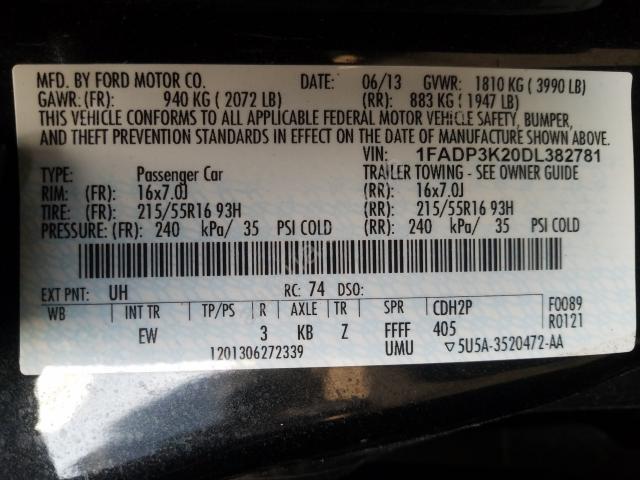 MFD. BY FORD MOTOR CO. DATE: 06/13 GVWR: 1810 KG ( 3990 LB)
GAWR: (FR): 940 KG ( 2072 LB) (RR): 883 KG ( 1947 LB)
THIS VEHICLE CONFORMS TO ALL APPLICABLE FEDERAL MOTOR VEHICLE SAFETY, BUMPER,
AND THEFT PREVENTION STANDARDS IN EFFECT ON THE DATE OF MANUFACTURE SHOWN ABOVE.
VIN: 1FADP3K20DL382781
TYPE: Passenger Car TRAILER TOWING - SEE OWNER GUIDE
RIM: (FR): 16x7.0J (RR): 16x7.0J
TIRE: (FR): 215/55R16 93H (RR): 215/55R16 93H
PRESSURE: (FR): 240 kPa/ 35 PSI COLD (RR): 240 kPa/ 35 PSI COLD
EXT PNT: UH RC: 74 DSO:
WB INT TR TP/PS R AXLE TR SPR CDH2P F0089
EW 3 KB Z FFFF 405 R0121
1201306272339 UMU ▽5U5A-3520472-AA